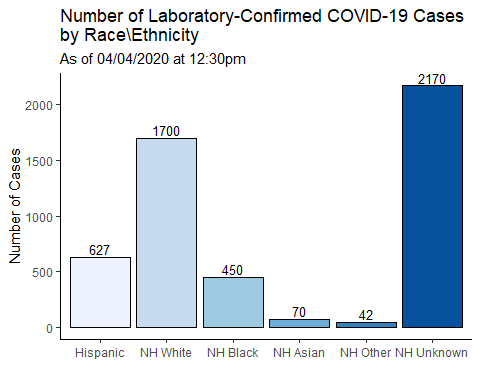 Number of Laboratory-Confirmed COVID-19 Cases
by Race\Ethnicity
As of 04/04/2020 at 12:30pm
Number of Cases
2000
1500
1000
500
0
627
1700
450
70
42
2170
Hispanic
NH White
NH Black
NH Asian
NH Other
NH Unknown